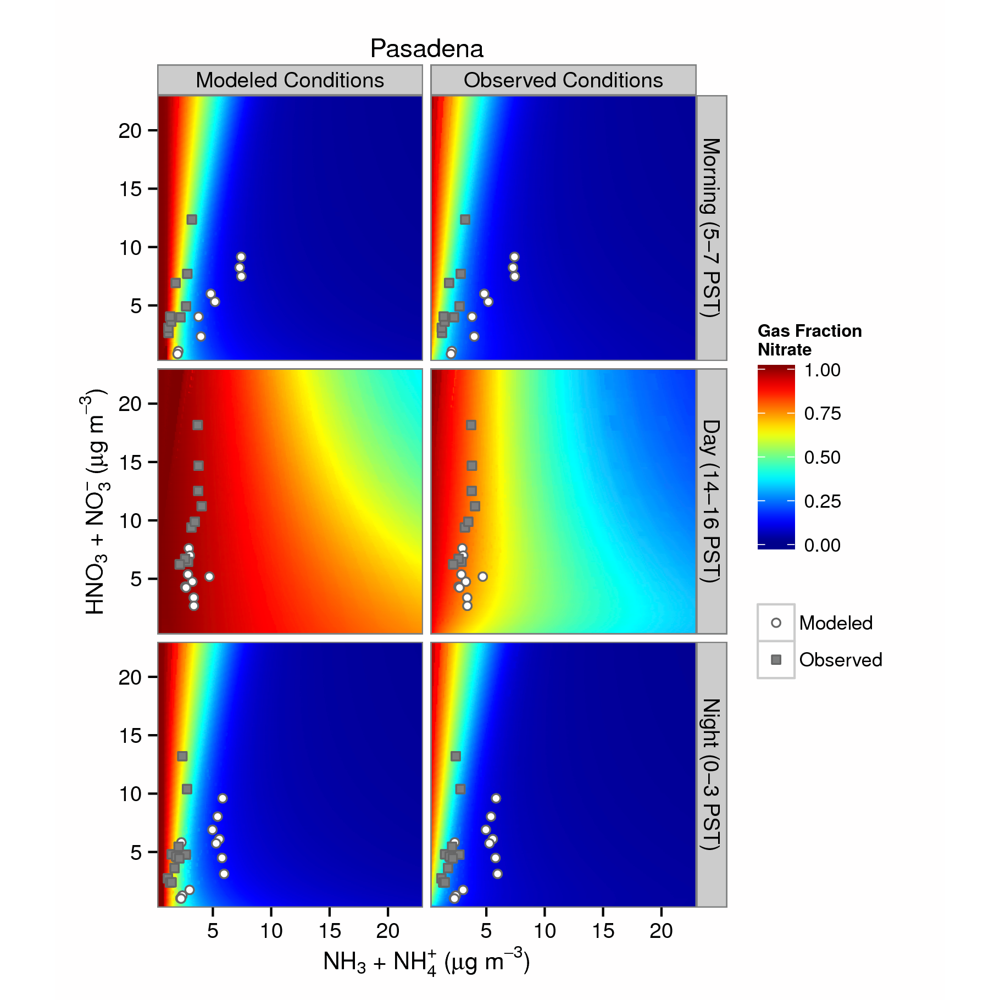 Pasadena
Modeled Conditions
Observed Conditions
20
15
10
5
Morning (5–7 PST)
20
15
10
5
Day (14–16 PST)
20
15
10
5
Night (0–3 PST)
5
10
15
20
5
10
15
20
HNO₃ + NO₃⁻ (µg m⁻³)
NH₃ + NH₄⁺ (µg m⁻³)
Gas Fraction
Nitrate
1.00
0.75
0.50
0.25
0.00
Modeled
Observed